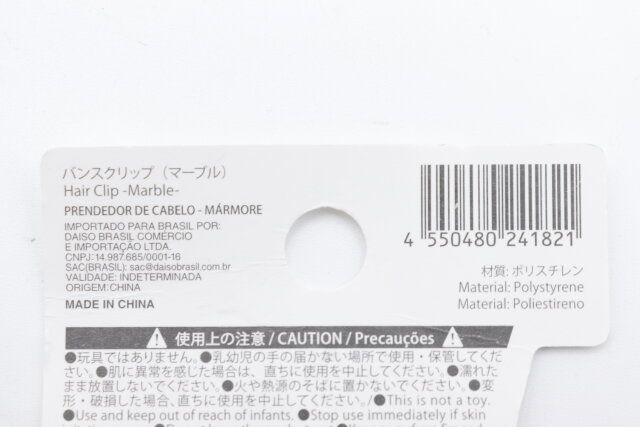 バンスクリップ（マーブル）
Hair Clip -Marble-
PRENDEDOR DE CABELO - MÁRMORE
IMPORTADO PARA BRASIL POR:
DAISO BRASIL COMÉRCIO
E IMPORTAÇÃO LTDA.
CNPJ: 14.987.685/0001-16
SAC(BRASIL): sac@daisobrasil.com.br
VALIDADE: INDETERMINADA
ORIGEM: CHINA
MADE IN CHINA
4 550480 241821
材質: ポリスチレン
Material: Polystyrene
Material: Poliestireno
使用上の注意 / CAUTION / Precauções
●玩具ではありません。●乳幼児の手の届かない場所で使用・保管してくだ
さい。●肌に異常を感じた場合は、直ちに使用を中止してください。●濡れた
まま放置しないでください。●火や熱源のそばに置かないでください。●変
形・破損した場合、直ちに使用を中止してください。/●This is not a toy.
●Use and keep out of reach of infants. ●Stop use immediately if skin